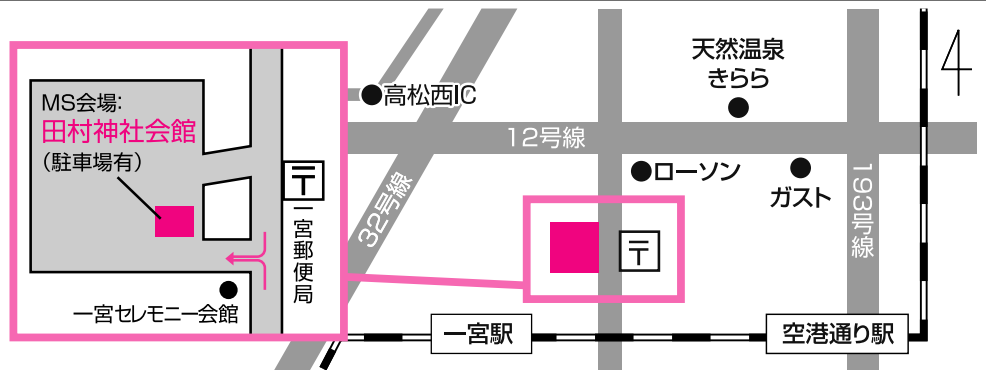 MS会場:
田村神社会館
(駐車場有)
〒
一宮郵便局
一宮セレモニー会館
高松西IC
32号線
12号線
天然温泉
きらら
ローソン
ガスト
193号線
〒
一宮駅
空港通り駅